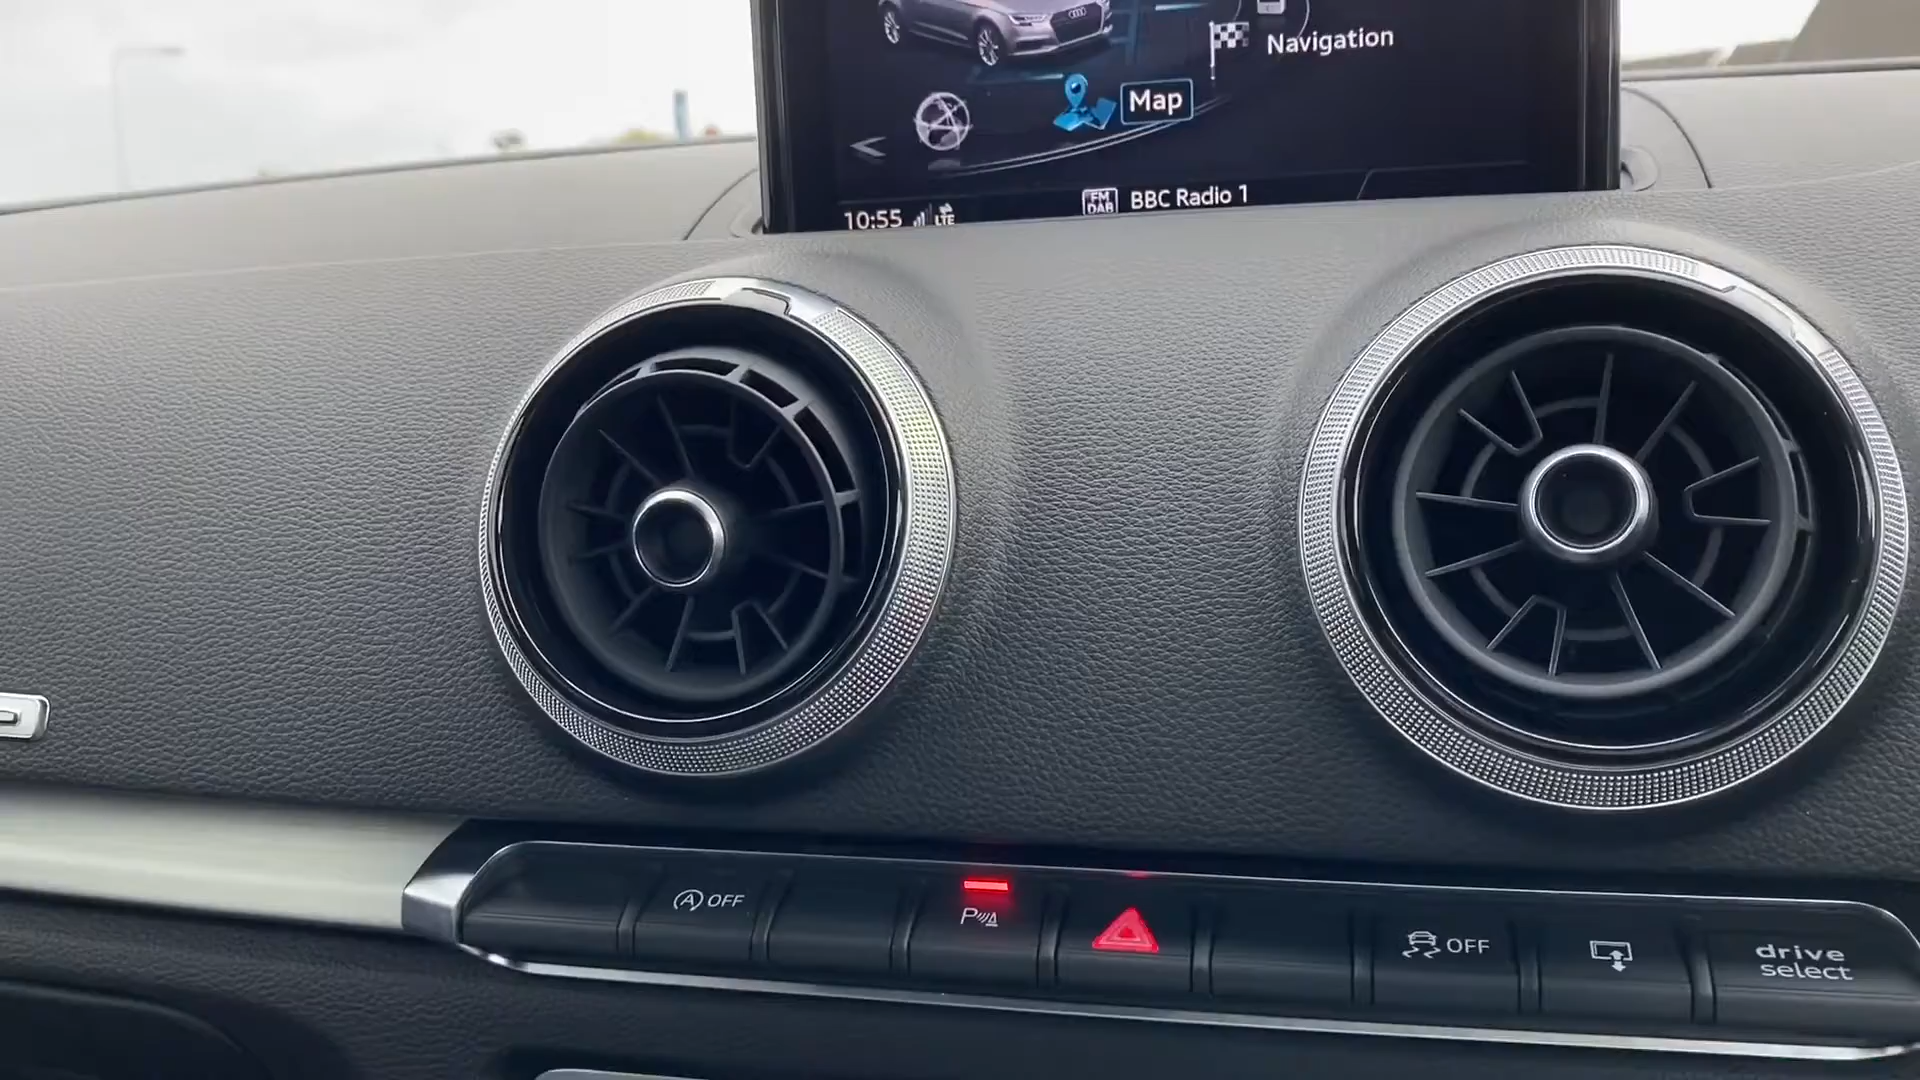 Navigation
Map
FM
DAB
BBC Radio 1
10:55
LTE
A OFF
P
OFF
drive
select